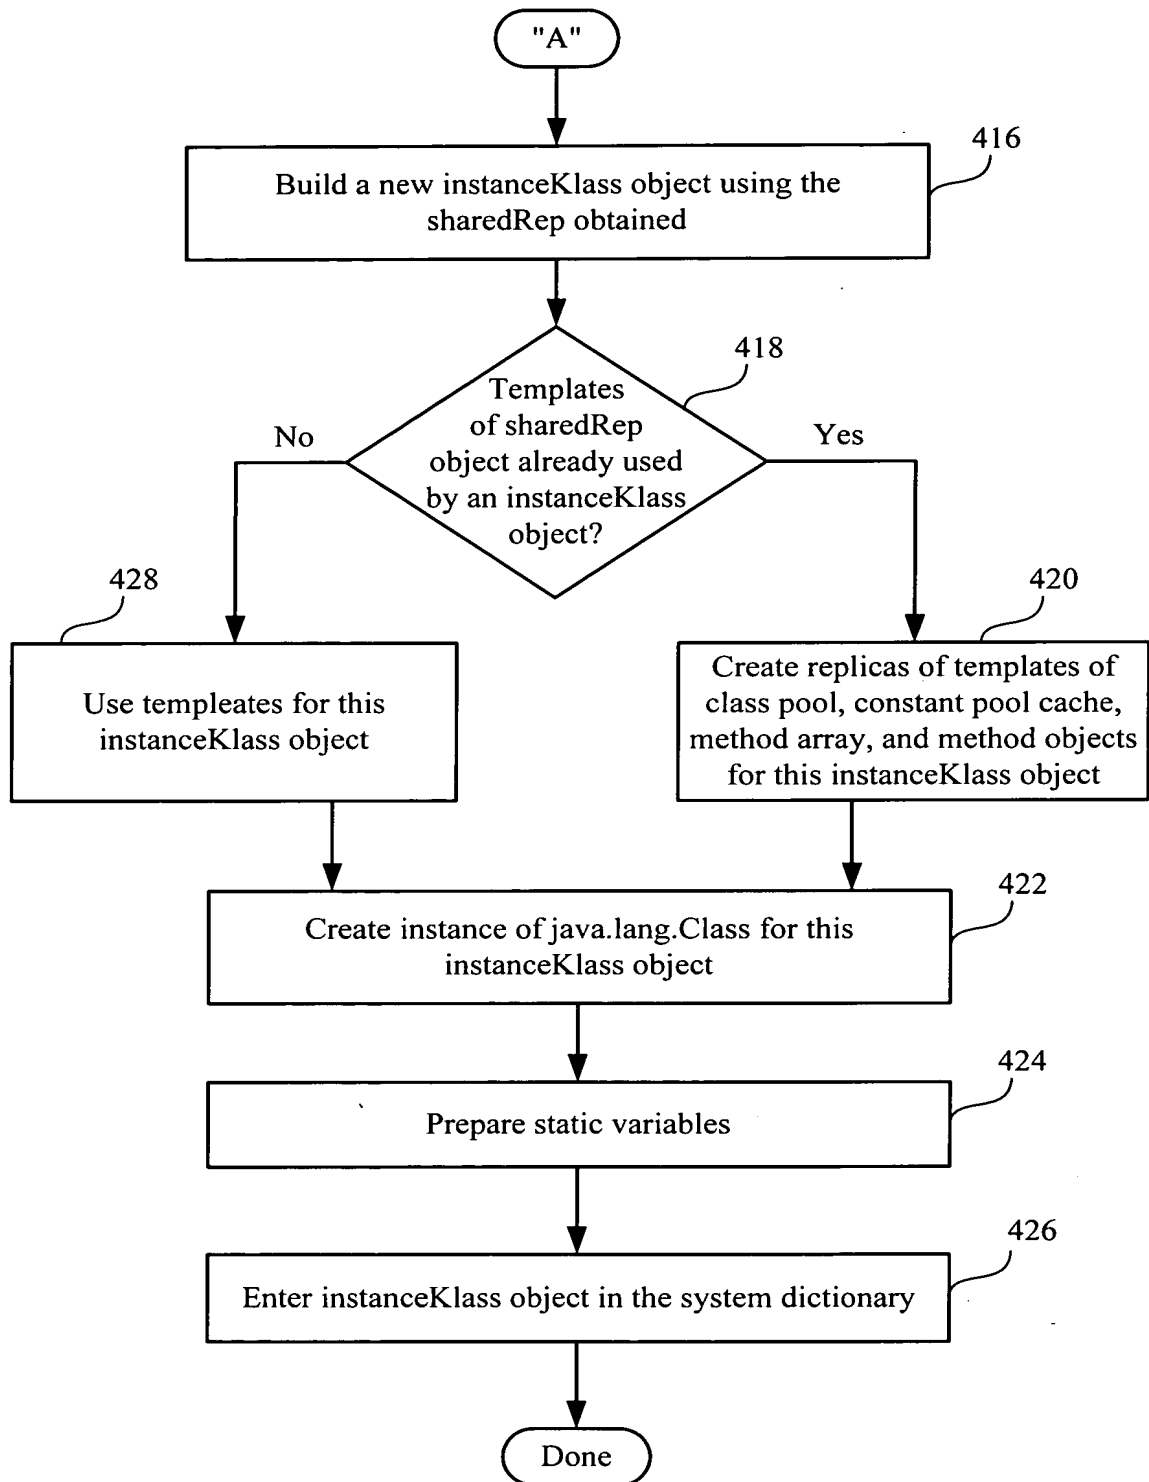 "A"
416
Build a new instanceKlass object using the
sharedRep obtained
418
Templates
of sharedRep
object already used
by an instanceKlass
object?
No
Yes
428
420
Use templeates for this
instanceKlass object
Create replicas of templates of
class pool, constant pool cache,
method array, and method objects
for this instanceKlass object
422
Create instance of java.lang.Class for this
instanceKlass object
424
Prepare static variables
426
Enter instanceKlass object in the system dictionary
Done